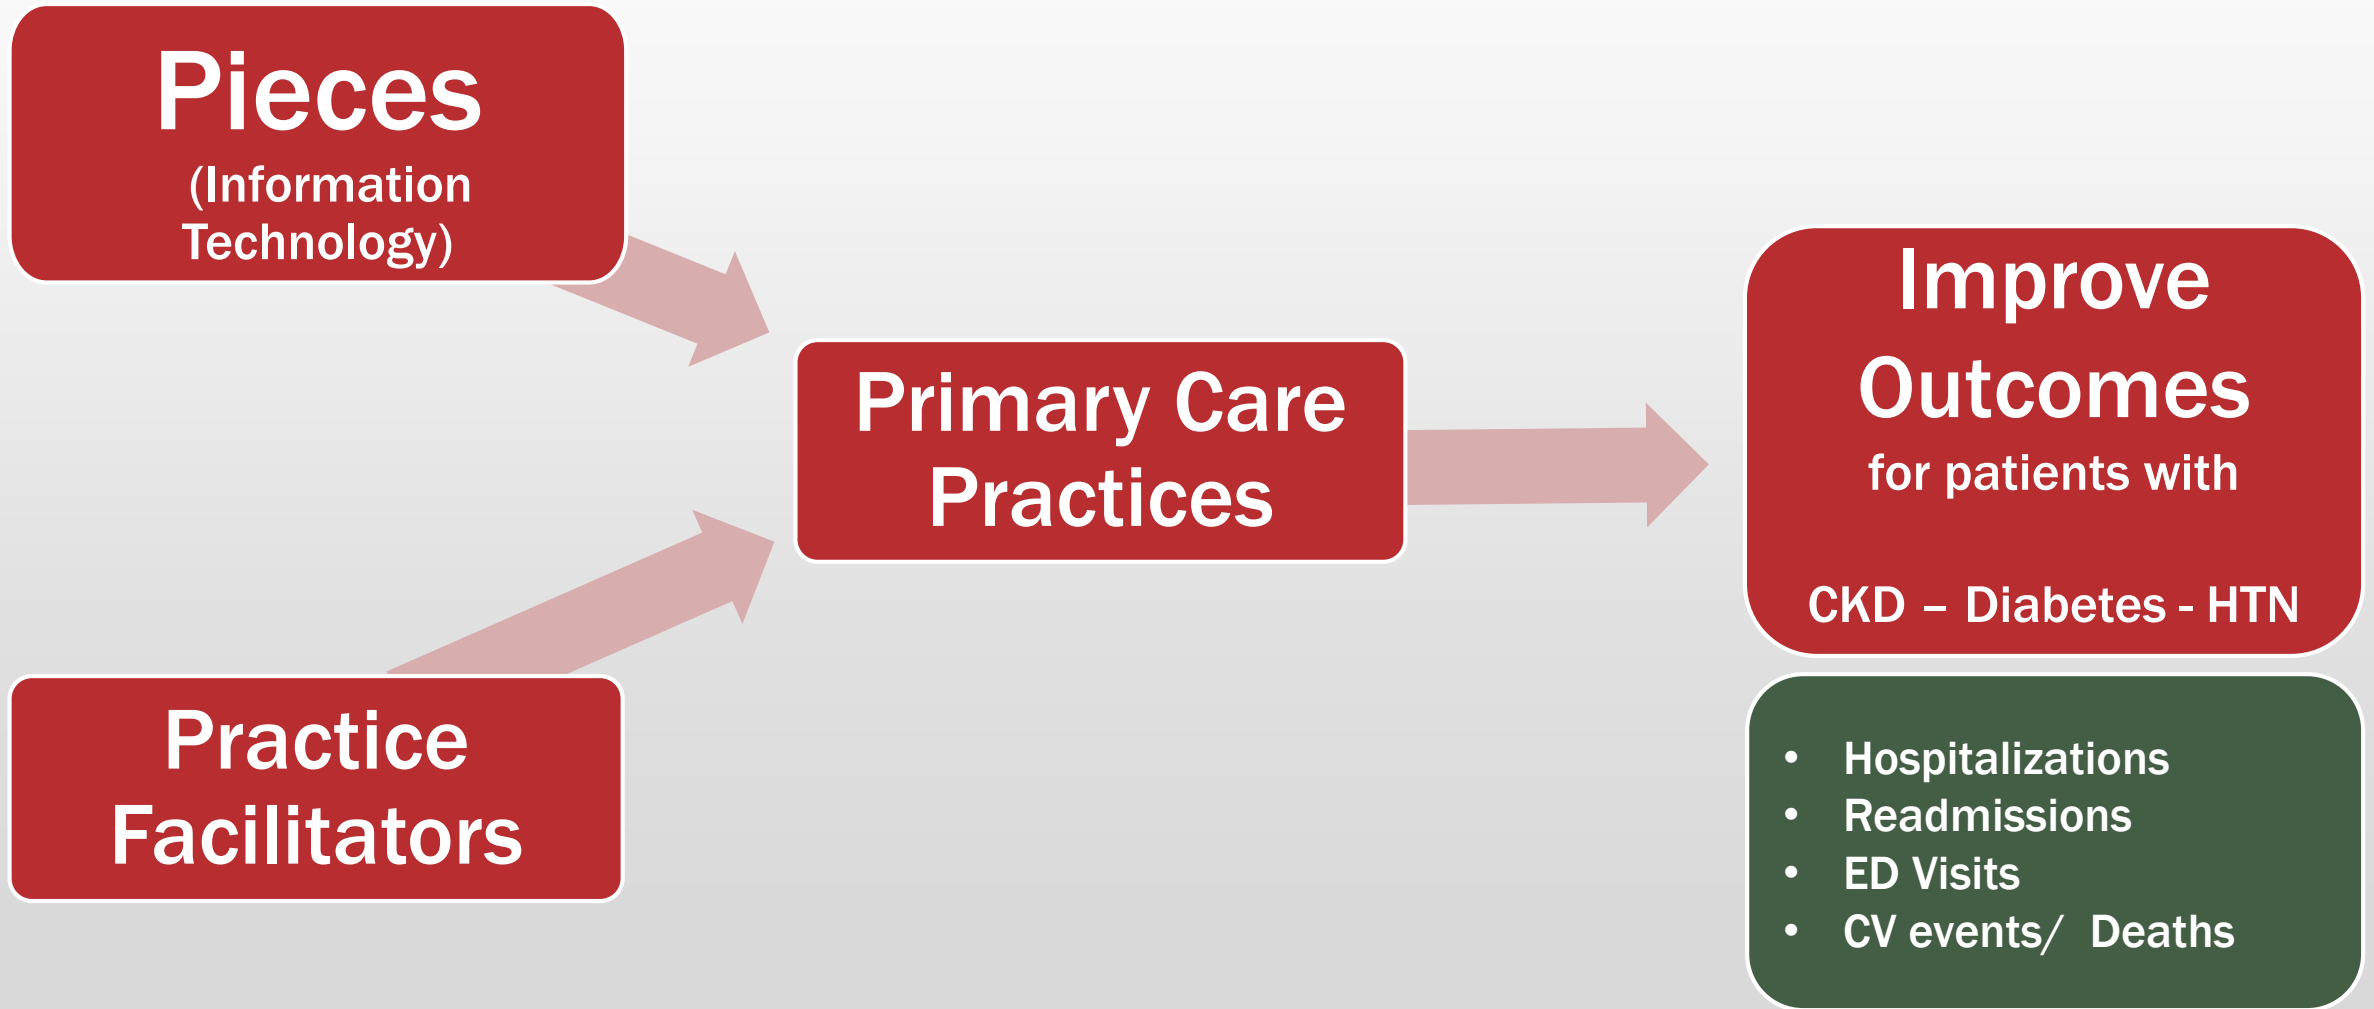 Pieces
(Information
Technology)
Practice
Facilitators
Primary Care
Practices
Improve
Outcomes
for patients with
CKD – Diabetes - HTN
• Hospitalizations
• Readmissions
• ED Visits
• CV events/ Deaths